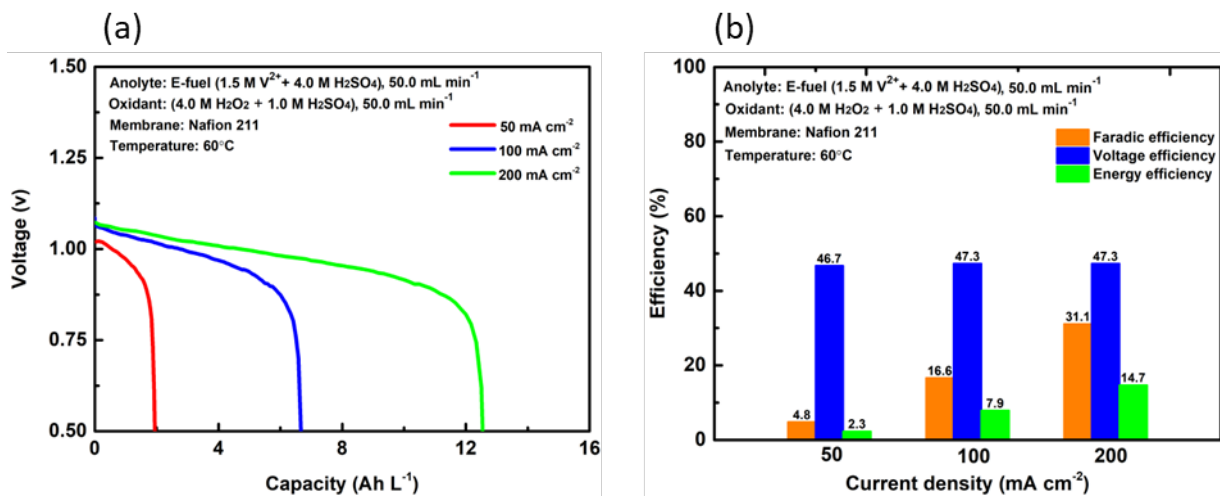 (a)
1.50
1.25
1.00
0.75
0.50
Voltage (v)
Anolyte: E-fuel (1.5 M V²⁺+ 4.0 M H₂SO₄), 50.0 mL min⁻¹
Oxidant: (4.0 M H₂O₂ + 1.0 M H₂SO₄), 50.0 mL min⁻¹
Membrane: Nafion 211
Temperature: 60°C
50 mA cm⁻²
100 mA cm⁻²
200 mA cm⁻²
0 4 8 12 16
Capacity (Ah L⁻¹)
(b)
100
80
60
40
20
0
Efficiency (%)
Anolyte: E-fuel (1.5 M V²⁺+ 4.0 M H₂SO₄), 50.0 mL min⁻¹
Oxidant: (4.0 M H₂O₂ + 1.0 M H₂SO₄), 50.0 mL min⁻¹
Membrane: Nafion 211
Temperature: 60°C
Faradic efficiency
Voltage efficiency
Energy efficiency
4.8 46.7 2.3
16.6 47.3 7.9
31.1 47.3 14.7
50 100 200
Current density (mA cm⁻²)